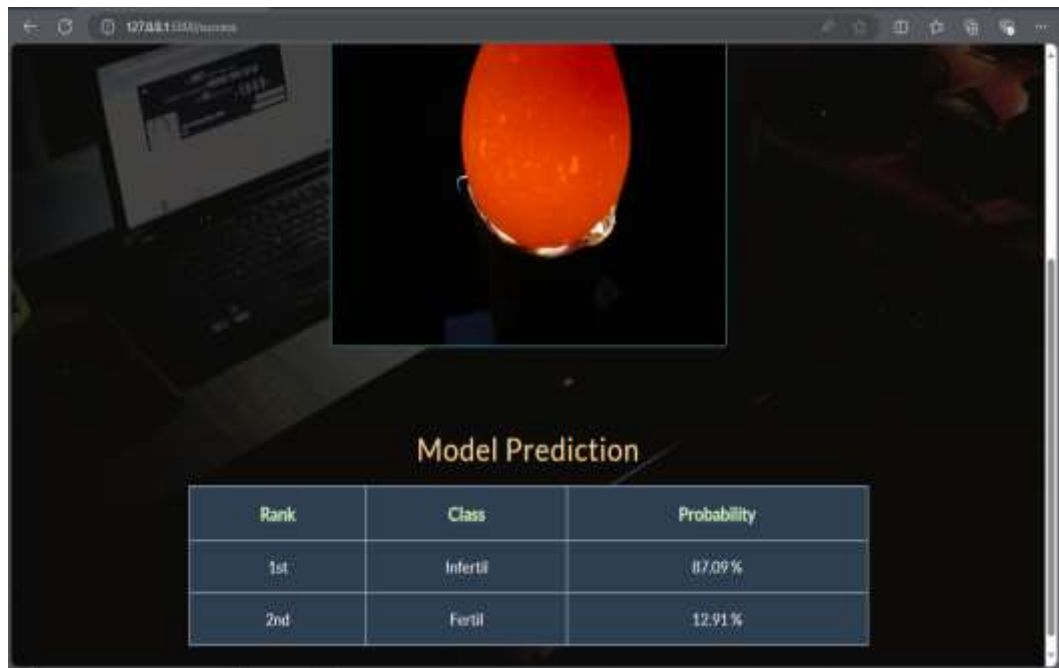 Model Prediction
Rank Class Probability
1st Infertil 87.09%
2nd Fertil 12.91%